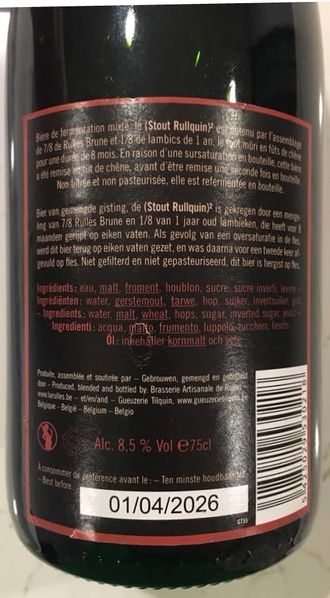 Bière de fermentation mixte, le (Stout Rullquin)² est obtenu par l'assemblage
de 7/8 de Rulles Brune et 1/8 de lambics de 1 an, le tout mûri en fûts de chêne
pour une durée de 8 mois. En raison d'une sursaturation en bouteille, cette bière
a été remise en fût de chêne, ayant d'être remise une seconde fois en bouteille.
Non filtrée et non pasteurisée, elle est refermentée en bouteille.
Bier van gemengde gisting, de (Stout Rullquin)² is gekregen door een menge-
ling van 7/8 Rulles Brune en 1/8 van 1 jaar oud lambieken, die heeft voor 8
maanden gerijpt op eiken vaten. Als gevolg van een oversaturatie in de fles
werd dit bier terug op eiken vaten gezet, en was daarna voor een tweede keer af-
gevuld op fles. Niet gefilterd en niet gepasteuriseerd, dit bier is hergist op fles.
Ingrédients: eau, malt, froment, houblon, sucre, sucre inverti, levure -
Ingrediënten: water, gerstemout, tarwe, hop, suiker, invertsuiker, gist
- Ingredients: water, malt, wheat, hops, sugar, inverted sugar, yeast -
Ingredienti: acqua, malto, frumento, luppolo, zucchero, lievito
Öl: innehåller kornmalt och vete
Produite, assemblée et soutirée par - Gebrouwen, gemengd en gebotteld
door - Produced, blended and bottled by: Brasserie Artisanale de Rulles -
www.larulles.be - et/en/and - Gueuzerie Tilquin, www.gueuzerietilquin.be
Belgique - België - Belgium - Belgio
Alc. 8,5 % Vol e 75cl
A consommer de préférence avant le: - Ten minste houdbaar tot:
- Best before:
01/04/2026
G755